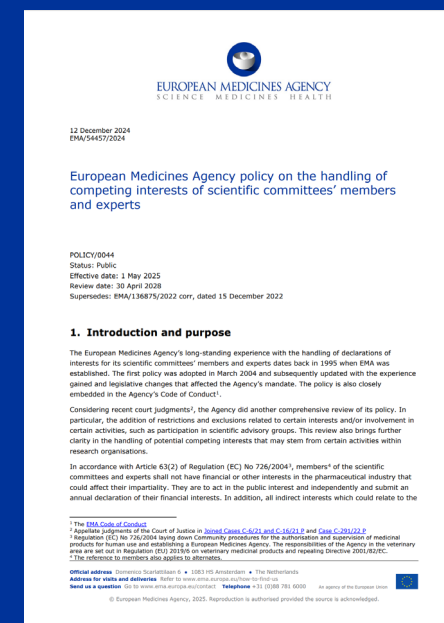 EUROPEAN MEDICINES AGENCY
SCIENCE MEDICINES HEALTH
12 December 2024
EMA/54457/2024
European Medicines Agency policy on the handling of
competing interests of scientific committees' members
and experts
POLICY/0044
Status: Public
Effective date: 1 May 2025
Review date: 30 April 2028
Supersedes: EMA/136875/2022 corr, dated 15 December 2022
1. Introduction and purpose
The European Medicines Agency's long-standing experience with the handling of declarations of
interests for its scientific committees' members and experts dates back in 1995 when EMA was
established. The first policy was adopted in March 2004 and subsequently updated with the experience
gained and legislative changes that affected the Agency's mandate. The policy is also closely
embedded in the Agency's Code of Conduct¹.
Considering recent court judgments², the Agency did another comprehensive review of its policy. In
particular, the addition of restrictions and exclusions related to certain interests and/or involvement in
certain activities, such as participation in scientific advisory groups. This review also brings further
clarity in the handling of potential competing interests that may stem from certain activities within
research organisations.
In accordance with Article 63(2) of Regulation (EC) No 726/2004³, members⁴ of the scientific
committees and experts shall not have financial or other interests in the pharmaceutical industry that
could affect their impartiality. They are to act in the public interest and independently and submit an
annual declaration of their financial interests. In addition, all indirect interests which could relate to the
¹ The EMA Code of Conduct
² Appellate judgments of the Court of Justice in Joined Cases C-6/21 and C-16/21 P and Case C-291/22 P
³ Regulation (EC) No 726/2004 laying down Community procedures for the authorisation and supervision of medicinal
products for human use and establishing a European Medicines Agency. The responsibilities of the Agency in the veterinary
area are set out in Regulation (EU) 2019/6 on veterinary medicinal products and repealing Directive 2001/82/EC.
⁴ The reference to members also applies to alternates.
Official address Domenico Scarlattilaan 6 ● 1083 HS Amsterdam ● The Netherlands
Address for visits and deliveries Refer to www.ema.europa.eu/how-to-find-us
Send us a question Go to www.ema.europa.eu/contact Telephone +31 (0)88 781 6000
An agency of the European Union
© European Medicines Agency, 2025. Reproduction is authorised provided the source is acknowledged.